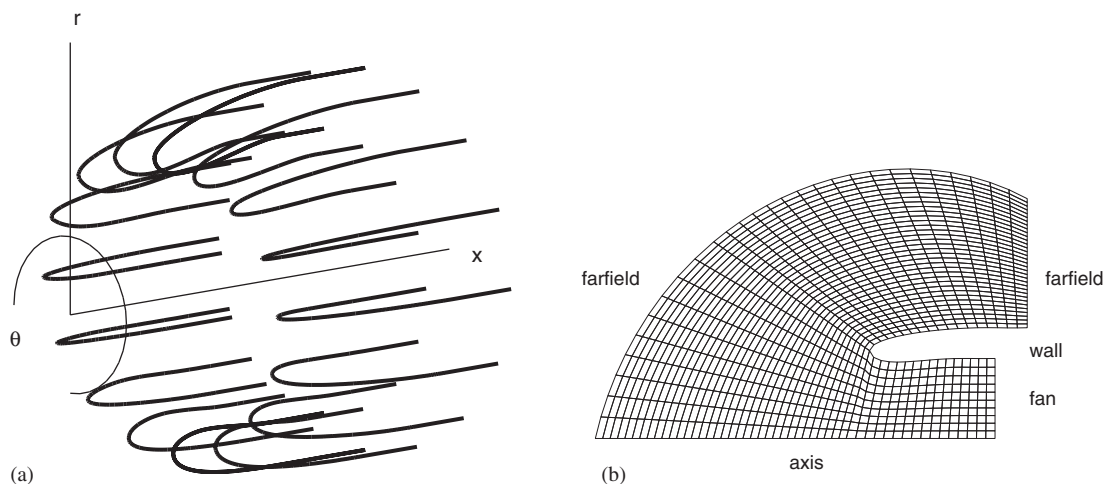 r
x
θ
(a)
farfield
farfield
wall
fan
axis
(b)